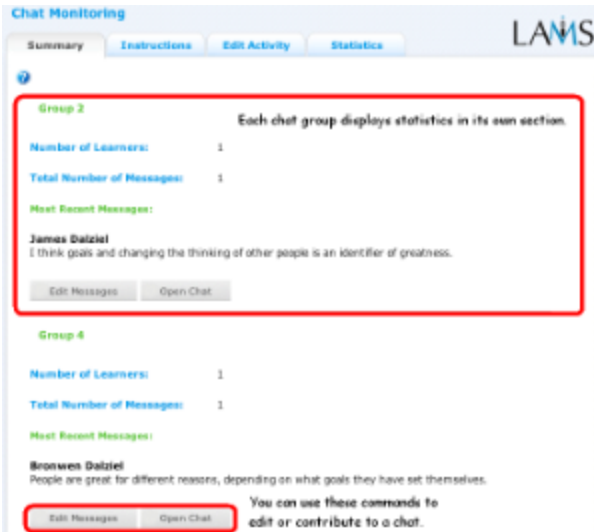 Chat Monitoring
LAMS
Summary Instructions Edit Activity Statistics
Group 2
Each chat group displays statistics in its own section.
Number of Learners: 1
Total Number of Messages: 1
Most Recent Messages:
James Dalziel
I think goals and changing the thinking of other people is an identifier of greatness.
Edit Messages Open Chat
Group 4
Number of Learners: 1
Total Number of Messages: 1
Most Recent Messages:
Bronwen Dalziel
People are great for different reasons, depending on what goals they have set themselves.
You can use these commands to
Edit Messages Open Chat
edit or contribute to a chat.